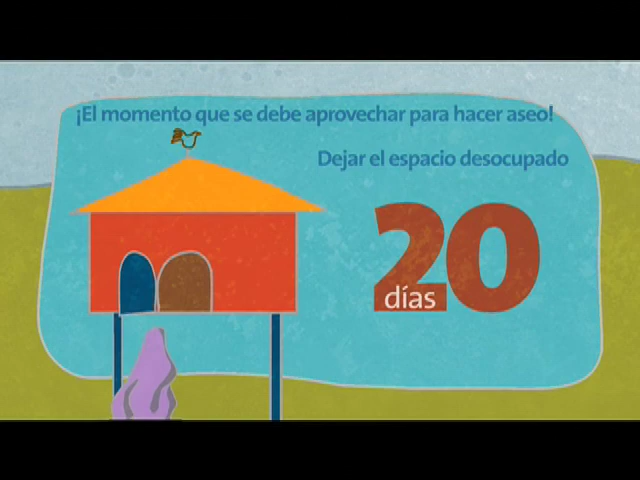 ¡El momento que se debe aprovechar para hacer aseo!
Dejar el espacio desocupado
20
días